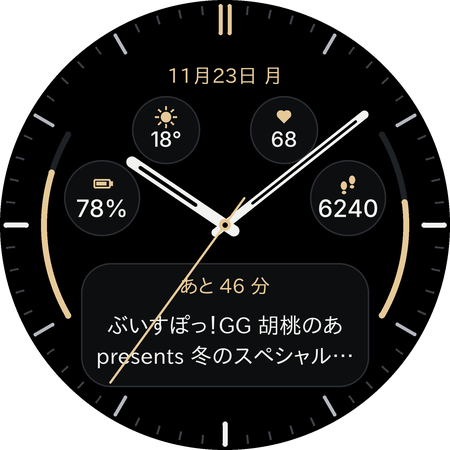 11月23日 月
18°
68
78%
6240
あと 46 分
ぶいすぽっ!GG 胡桃のあ
presents 冬のスペシャル…